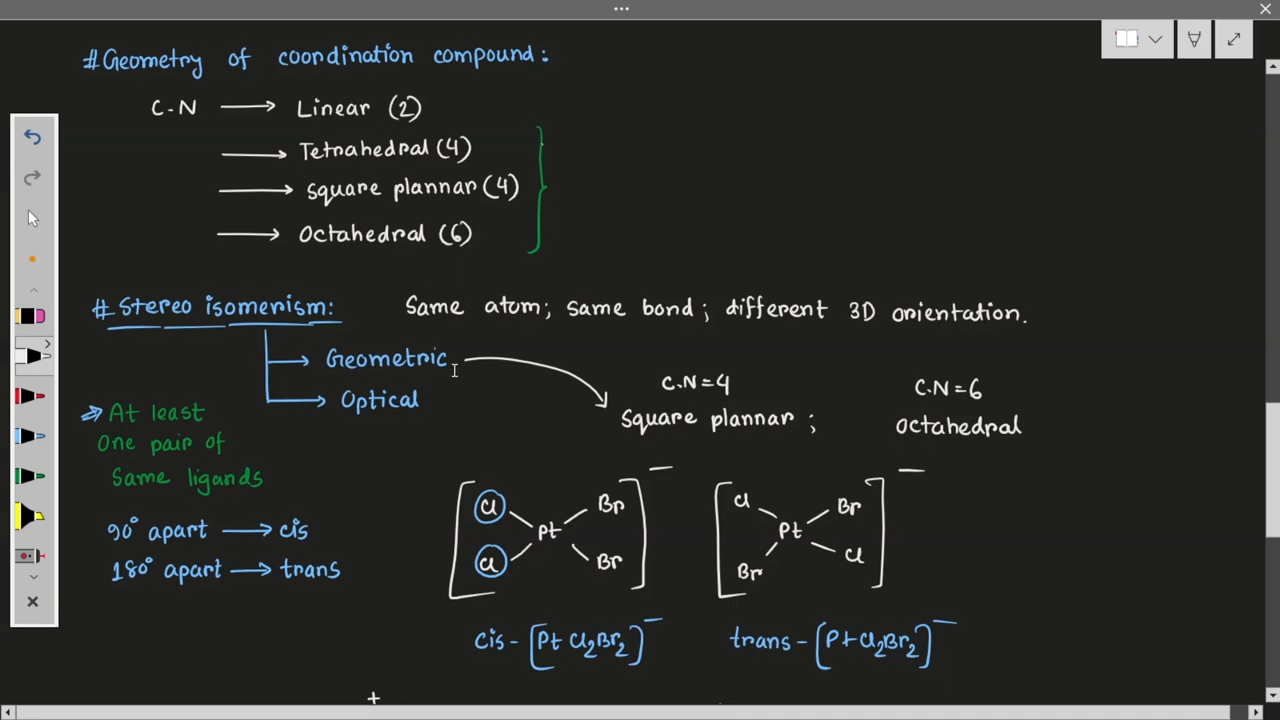 #Geometry of coordination compound:
C-N ⟶ Linear (2)
⟶ Tetrahedral (4)
⟶ square plannar (4)
⟶ Octahedral (6)
# Stereo isomerism: Same atom; same bond; different 3D orientation.
→ Geometric
→ Optical
C.N=4
square plannar ;
C.N=6
octahedral
⇒ At least
one pair of
same ligands
90° apart ⟶ cis
180° apart ⟶ trans
[Cl Br
Pt
Cl Br]⁻
[Cl Br
Pt
Br Cl]⁻
cis-[PtCl₂Br₂]⁻
trans-[PtCl₂Br₂]⁻
+